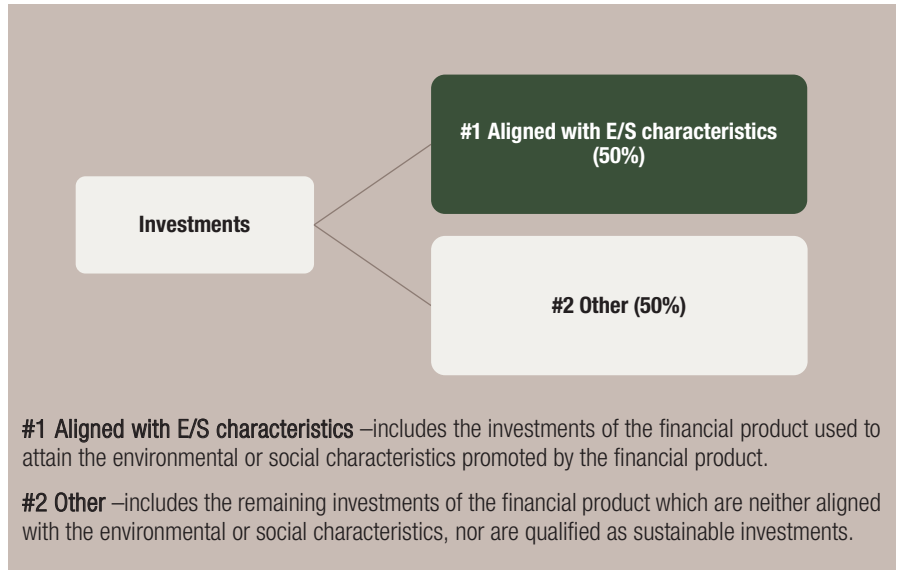 #1 Aligned with E/S characteristics
(50%)
Investments
#2 Other (50%)
#1 Aligned with E/S characteristics –includes the investments of the financial product used to
attain the environmental or social characteristics promoted by the financial product.
#2 Other –includes the remaining investments of the financial product which are neither aligned
with the environmental or social characteristics, nor are qualified as sustainable investments.